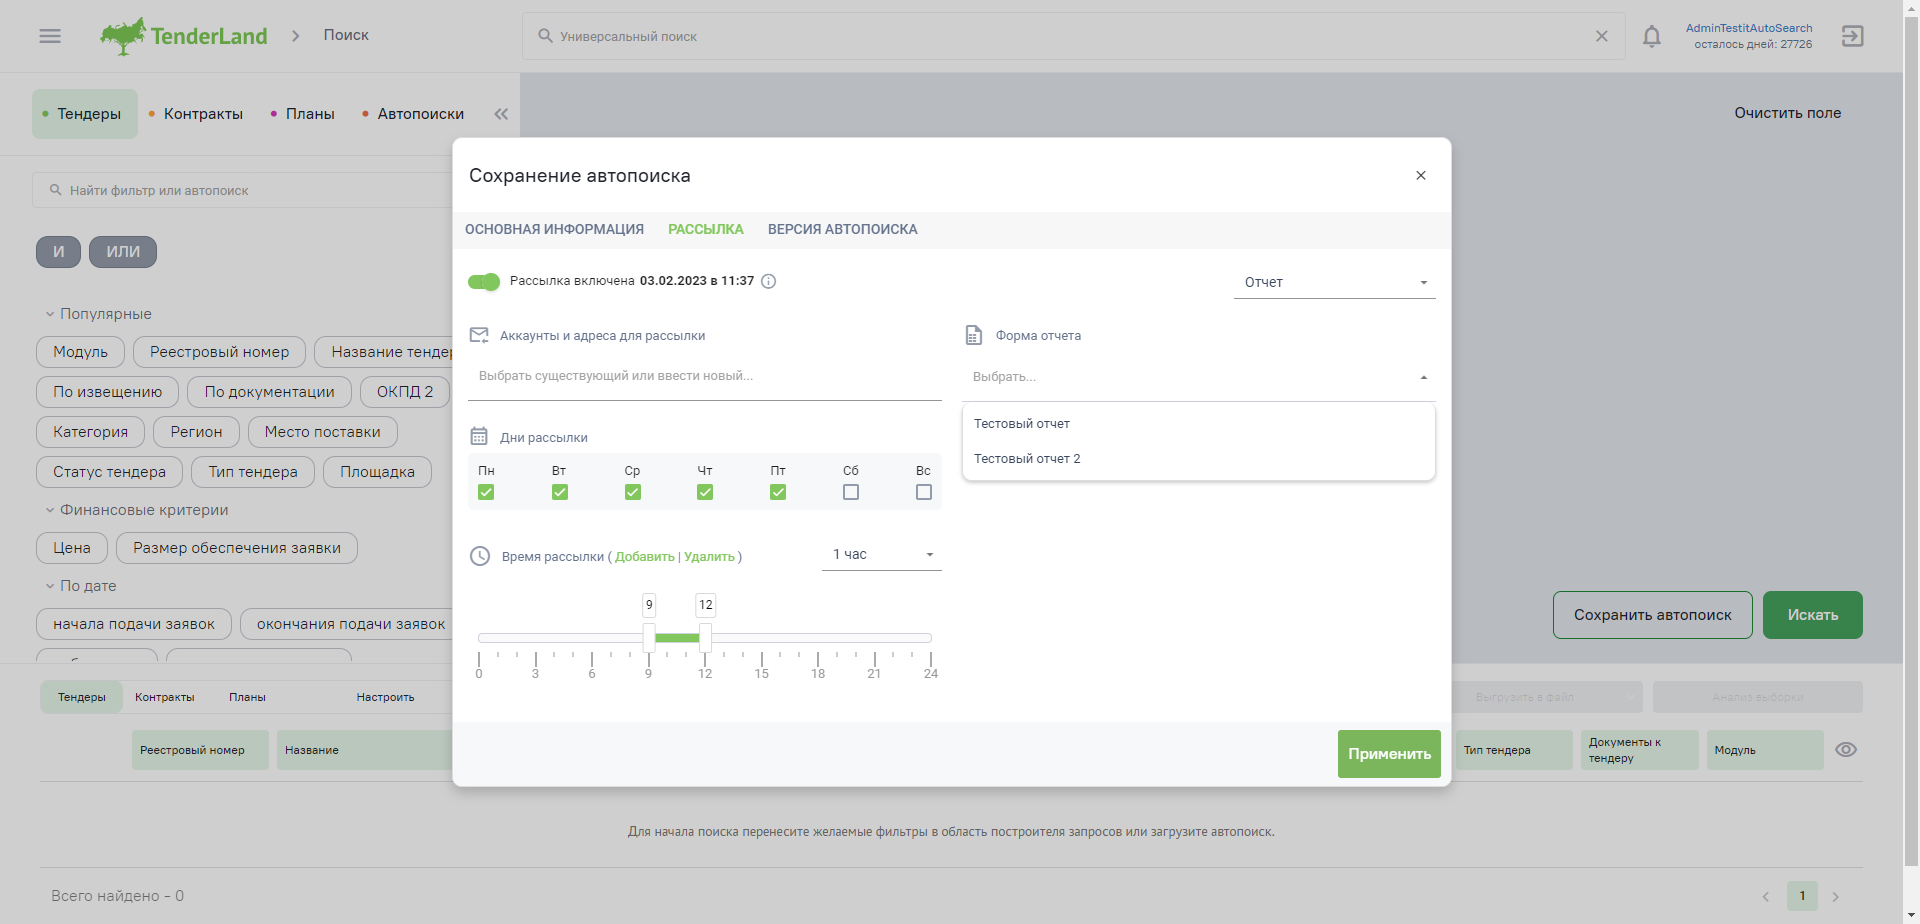 TenderLand
Поиск
Универсальный поиск
AdminTestitAutoSearch
осталось дней: 27726
Тендеры
Контракты
Планы
Автопоиски
Очистить поле
Найти фильтр или автопоиск
И
ИЛИ
Популярные
Модуль
Реестровый номер
Название тендер
По извещению
По документации
ОКПД 2
Категория
Регион
Место поставки
Статус тендера
Тип тендера
Площадка
Финансовые критерии
Цена
Размер обеспечения заявки
По дате
начала подачи заявок
окончания подачи заявок
Сохранение автопоиска
ОСНОВНАЯ ИНФОРМАЦИЯ
РАССЫЛКА
ВЕРСИЯ АВТОПОИСКА
Рассылка включена 03.02.2023 в 11:37
Отчет
Аккаунты и адреса для рассылки
Выбрать существующий или ввести новый...
Форма отчета
Выбрать...
Тестовый отчет
Тестовый отчет 2
Дни рассылки
Пн Вт Ср Чт Пт Сб Вс
Время рассылки ( Добавить | Удалить )
1 час
9 12
0 3 6 9 12 15 18 21 24
Применить
Сохранить автопоиск
Искать
Тендеры
Контракты
Планы
Настроить
Выгрузить в файл
Анализ выборки
Реестровый номер
Название
Тип тендера
Документы к
тендеру
Модуль
Для начала поиска перенесите желаемые фильтры в область построителя запросов или загрузите автопоиск.
Всего найдено - 0
1